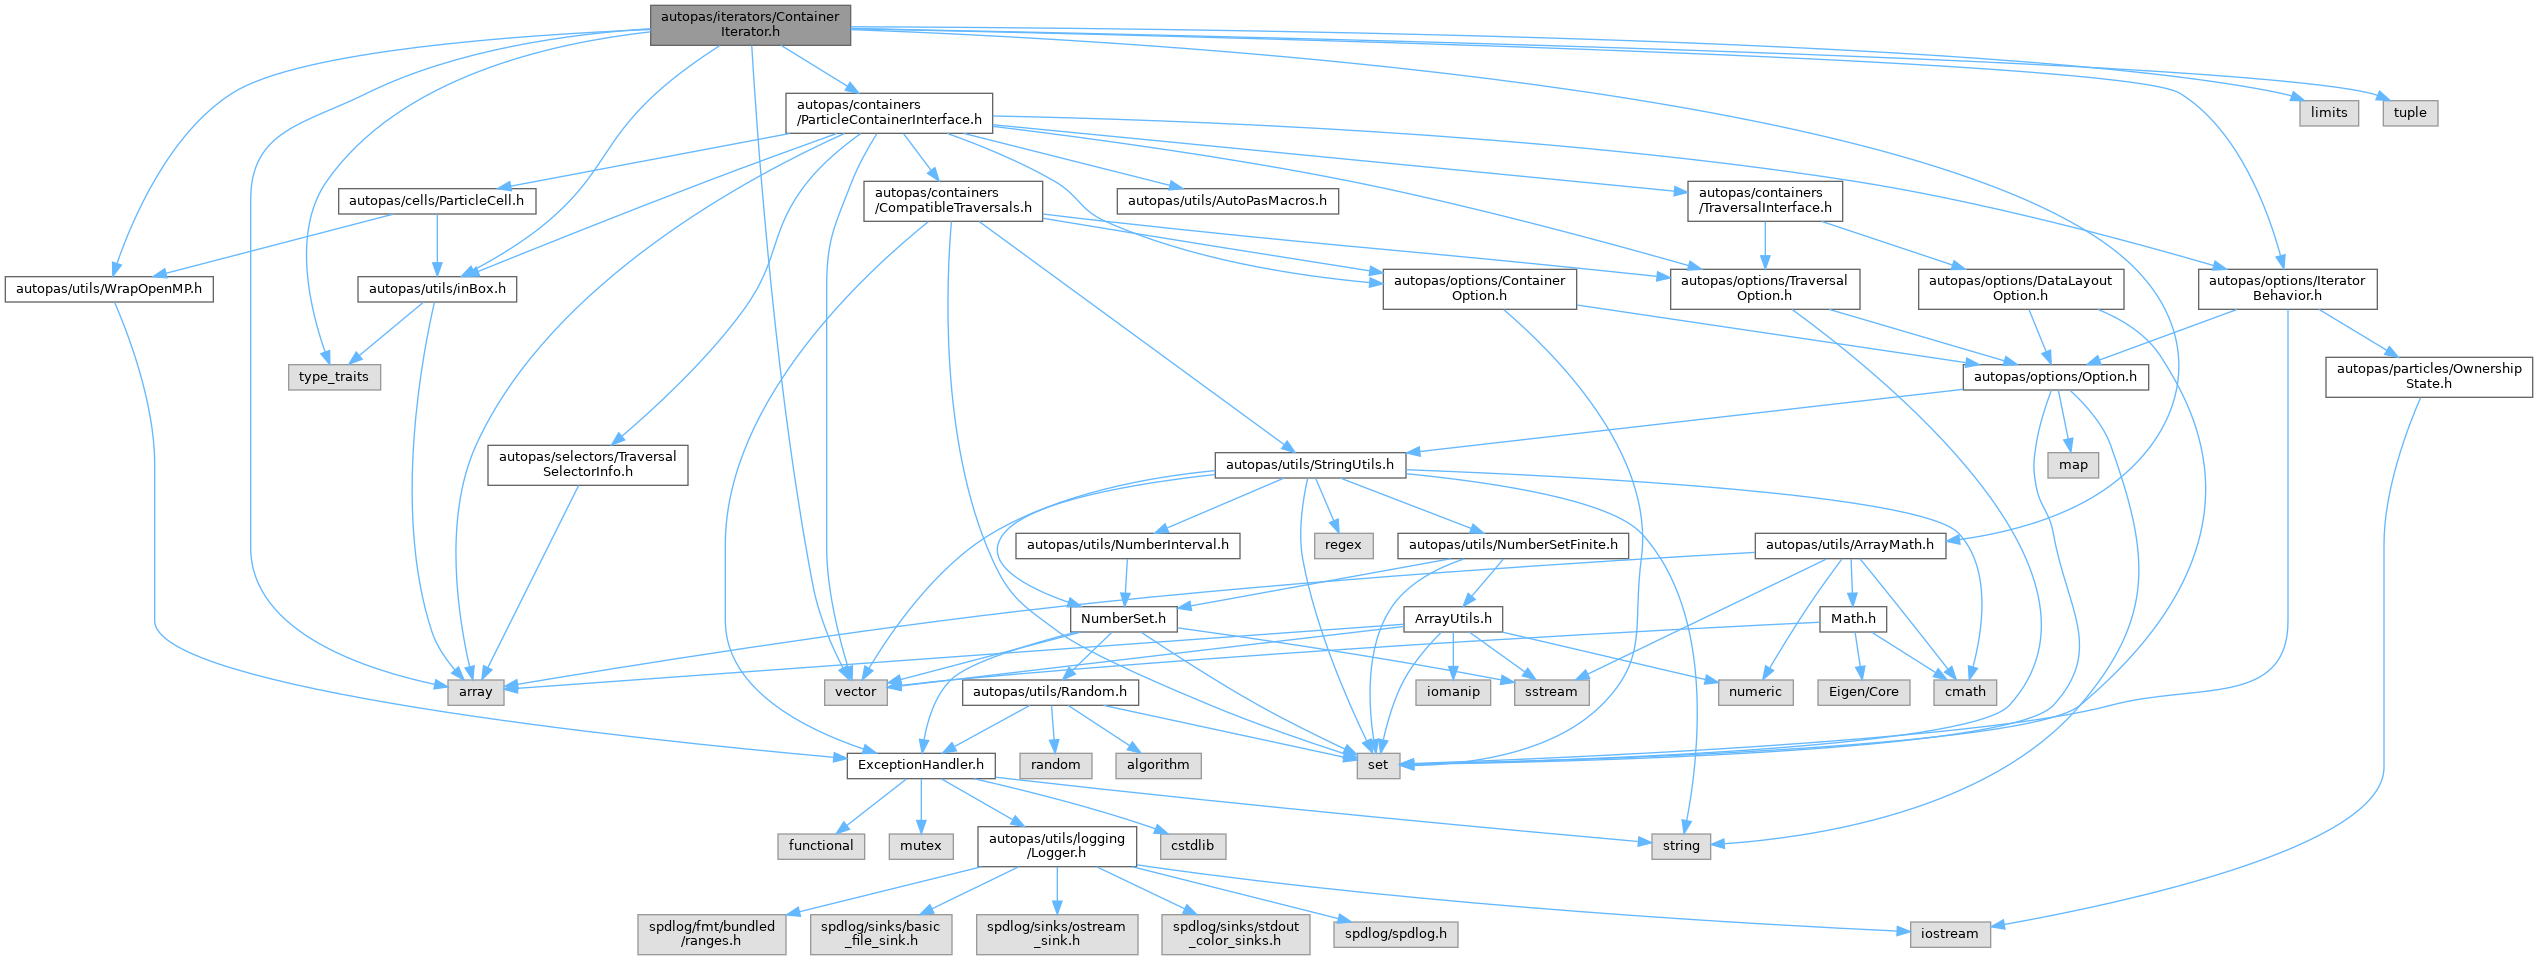 autopas/iterators/Container
Iterator.h
autopas/containers
/ParticleContainerInterface.h
limits
tuple
autopas/cells/ParticleCell.h
autopas/containers
/CompatibleTraversals.h
autopas/utils/AutoPasMacros.h
autopas/containers
/TraversalInterface.h
autopas/utils/WrapOpenMP.h
autopas/utils/inBox.h
autopas/options/Container
Option.h
autopas/options/Traversal
Option.h
autopas/options/DataLayout
Option.h
autopas/options/Iterator
Behavior.h
type_traits
autopas/options/Option.h
autopas/particles/Ownership
State.h
autopas/selectors/Traversal
SelectorInfo.h
autopas/utils/StringUtils.h
map
autopas/utils/NumberInterval.h
regex
autopas/utils/NumberSetFinite.h
autopas/utils/ArrayMath.h
NumberSet.h
ArrayUtils.h
Math.h
array
vector
autopas/utils/Random.h
iomanip
sstream
numeric
Eigen/Core
cmath
ExceptionHandler.h
random
algorithm
set
functional
mutex
autopas/utils/logging
/Logger.h
cstdlib
string
spdlog/fmt/bundled
/ranges.h
spdlog/sinks/basic
_file_sink.h
spdlog/sinks/ostream
_sink.h
spdlog/sinks/stdout
_color_sinks.h
spdlog/spdlog.h
iostream